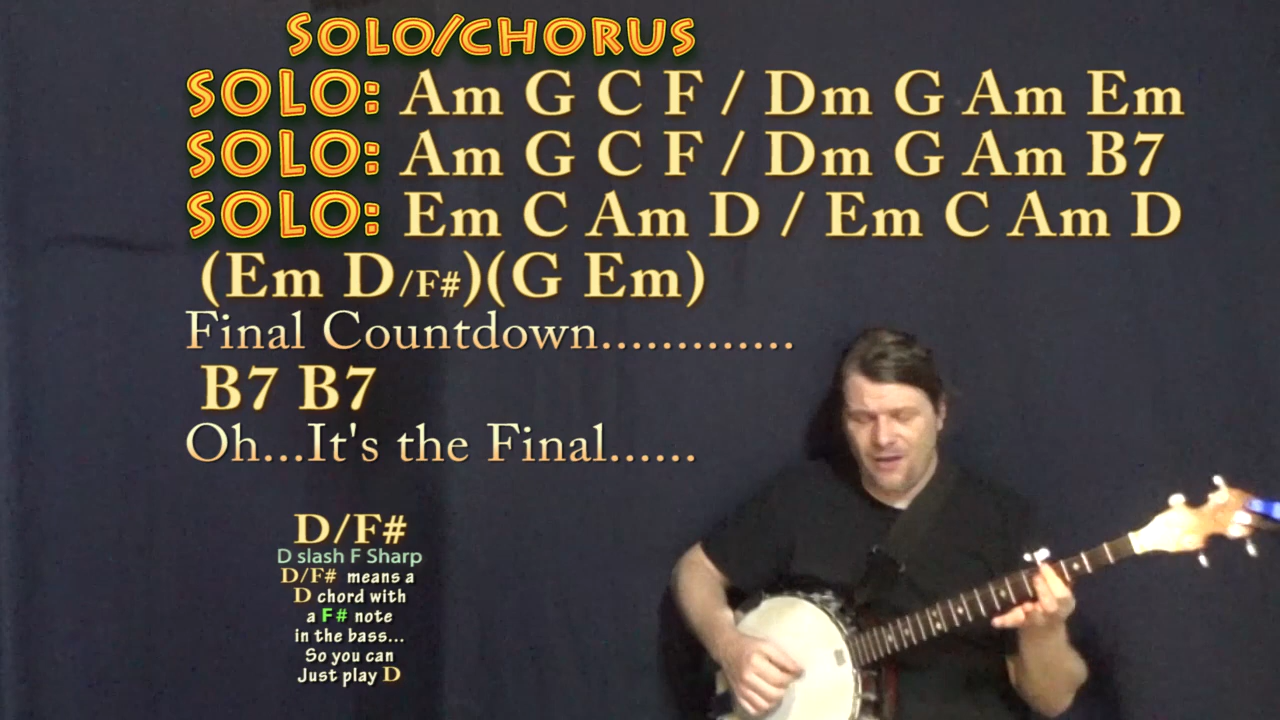 SOLO/CHORUS
SOLO: Am G C F / Dm G Am Em
SOLO: Am G C F / Dm G Am B7
SOLO: Em C Am D / Em C Am D
(Em D/F#)(G Em)
Final Countdown.............
B7 B7
Oh...It's the Final......
D/F#
D slash F Sharp
D/F# means a
D chord with
a F# note
in the bass...
So you can
Just play D